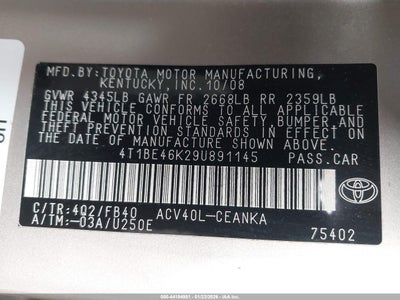 MFD.BY:TOYOTA MOTOR MANUFACTURING,
KENTUCKY,INC.10/08
GVWR 4345LB GAWR FR 2668LB RR 2359LB
THIS VEHICLE CONFORMS TO ALL APPLICABLE
FEDERAL MOTOR VEHICLE SAFETY, BUMPER, AND
THEFT PREVENTION STANDARDS IN EFFECT ON
THE DATE OF MANUFACTURE SHOWN ABOVE.
4T1BE46K29U891145 PASS.CAR
C/TR:4Q2/FB40 ACV40L-CEANKA
A/TM:-03A/U250E
TOYOTA
75402